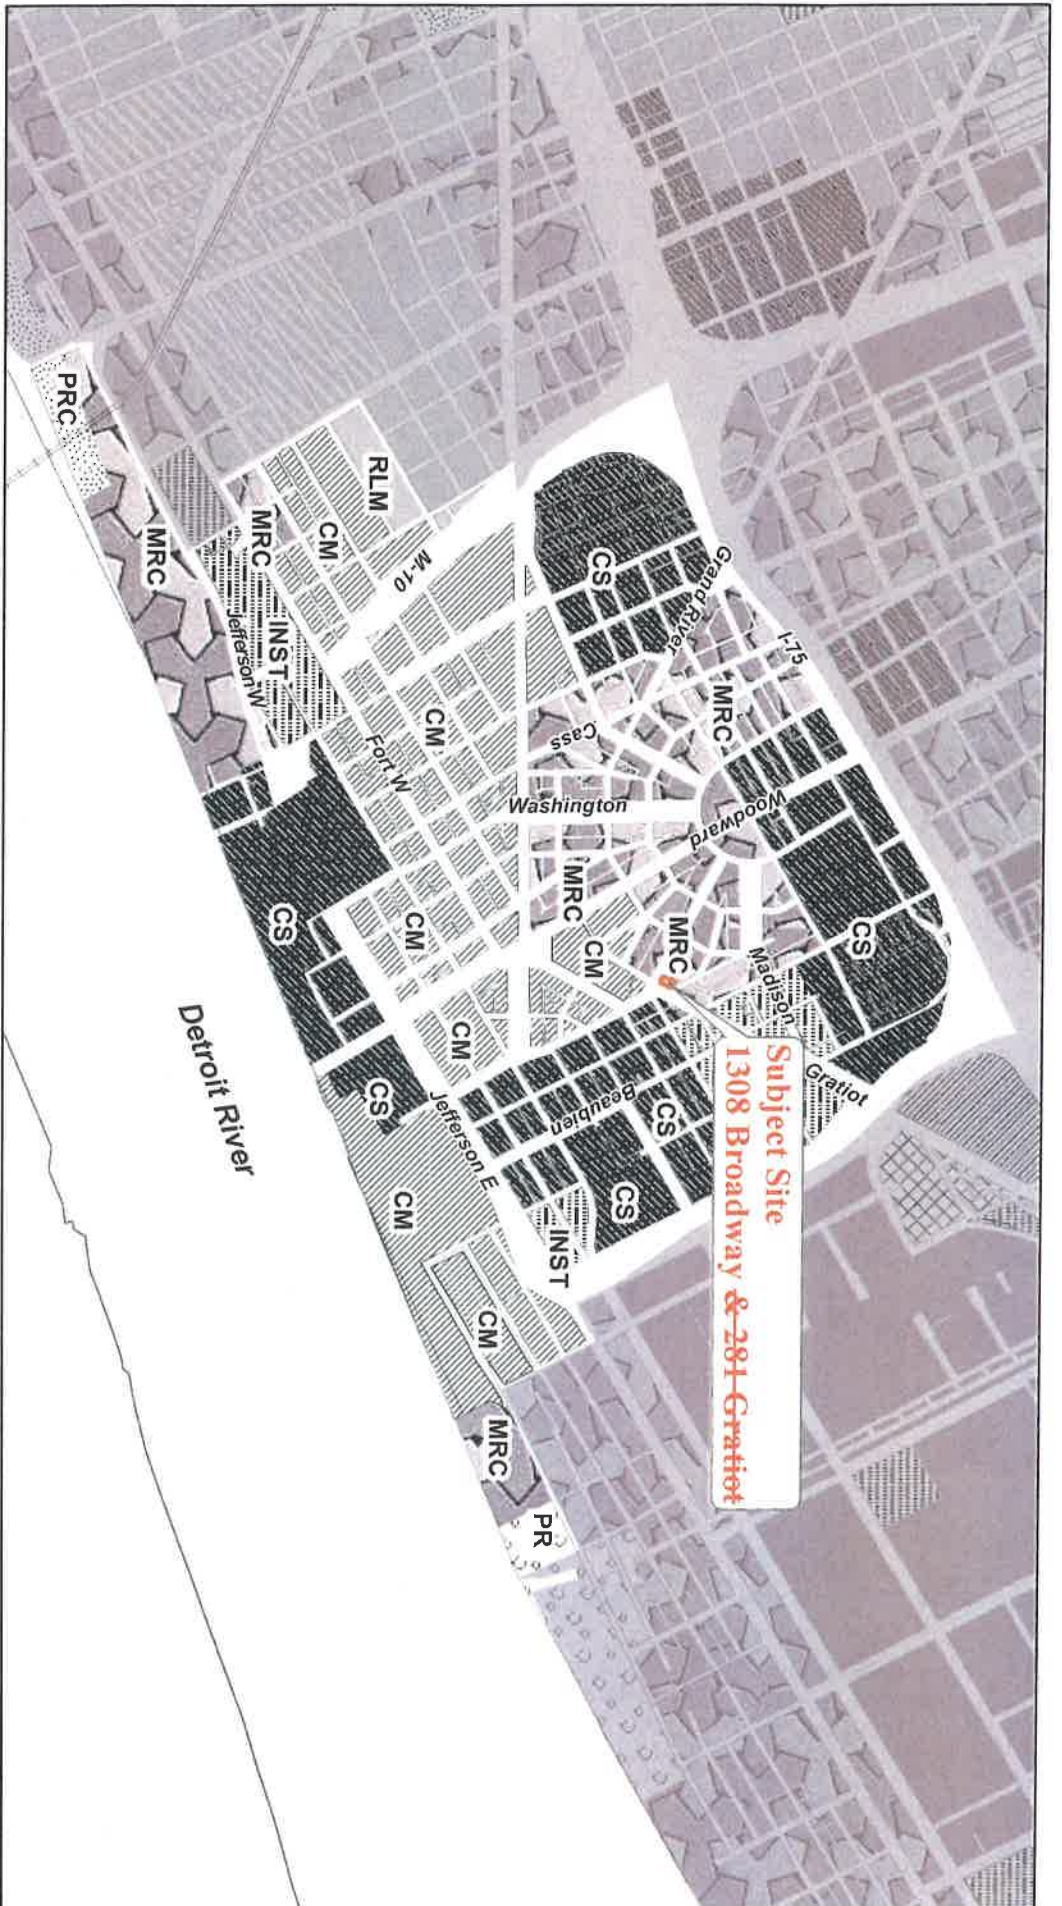 Subject Site
1308 Broadway & 281 Gratiot
I-75
Grand River
CS
MRC
Woodward
CS
Madison
Gratiot
Cass
Washington
MRC
MRC
CM
Beaubien
CS
CS
INST
RLM
M-10
CM
MRC
INST
Jefferson W
MRC
PRC
CM
Fort W
CM
CM
Jefferson E
CS
CS
CM
CM
MRC
PR
Detroit River